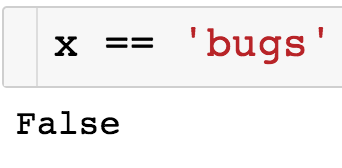 x == 'bugs'
False